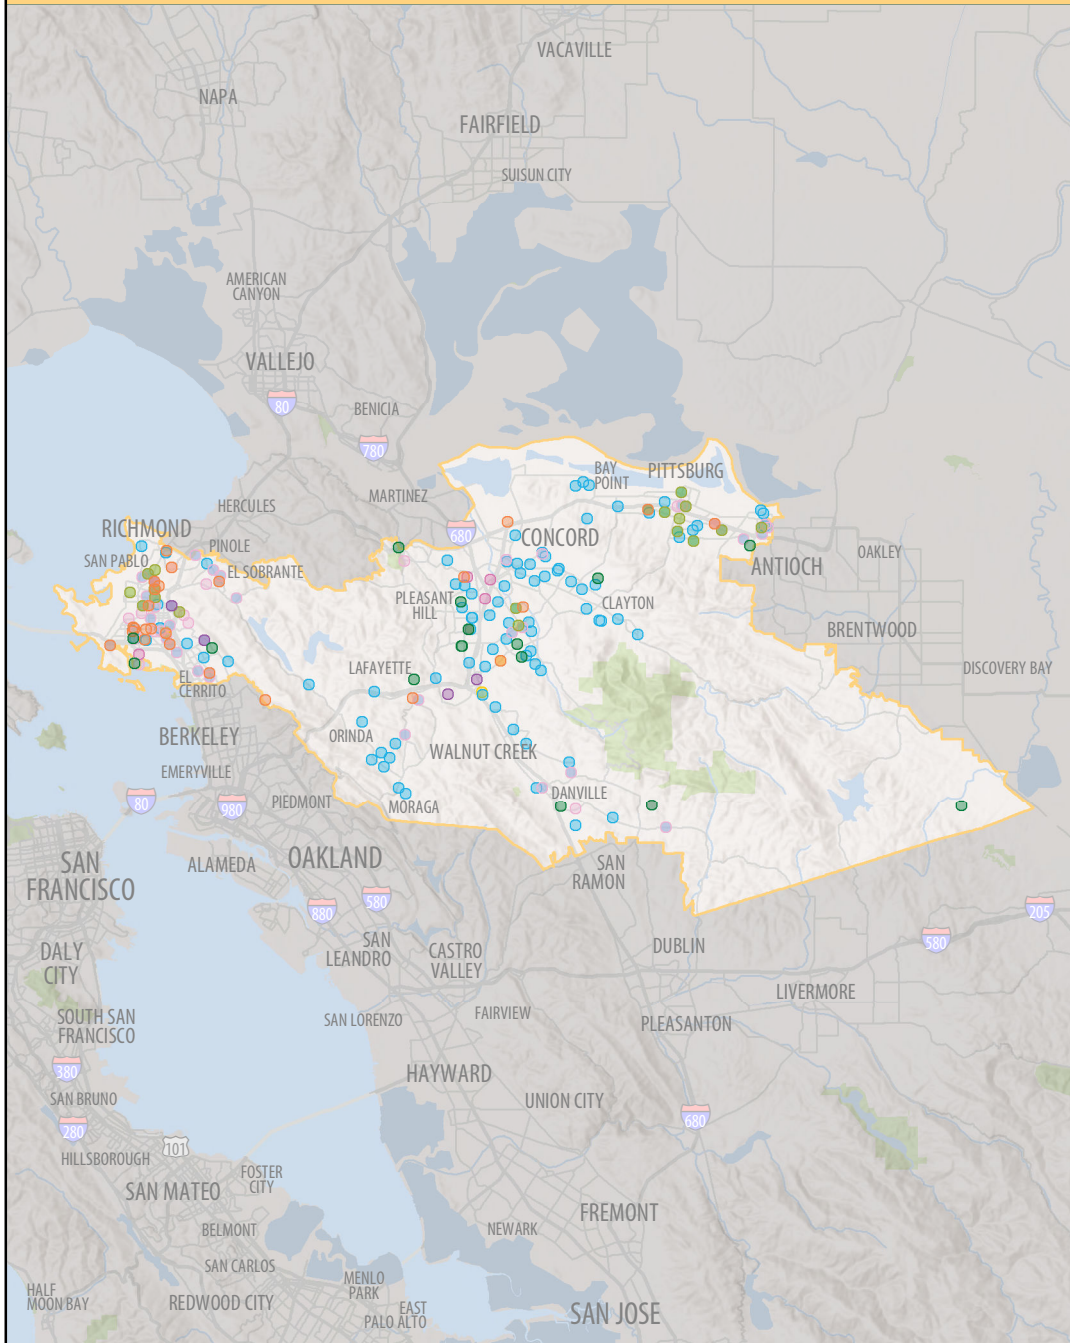 VACAVILLE
NAPA
FAIRFIELD
SUISUN CITY
AMERICAN
CANYON
VALLEJO
80
BENICIA
780
BAY
POINT
PITTSBURG
MARTINEZ
HERCULES
RICHMOND
680
CONCORD
PINOLE
SAN PABLO
EL SOBRANTE
ANTIOCH
OAKLEY
PLEASANT
HILL
CLAYTON
BRENTWOOD
LAFAYETTE
DISCOVERY BAY
EL
CERRITO
BERKELEY
ORINDA
WALNUT CREEK
EMERYVILLE
PIEDMONT
MORAGA
DANVILLE
80
980
SAN
FRANCISCO
ALAMEDA
OAKLAND
SAN
RAMON
880
580
205
580
DALY
CITY
SAN
LEANDRO
CASTRO
VALLEY
DUBLIN
LIVERMORE
SOUTH SAN
FRANCISCO
SAN LORENZO
FAIRVIEW
PLEASANTON
380
HAYWARD
SAN BRUNO
UNION CITY
280
680
101
HILLSBOROUGH
FOSTER
CITY
SAN MATEO
BELMONT
NEWARK
FREMONT
SAN CARLOS
MENLO
PARK
HALF
MOON BAY
REDWOOD CITY
EAST
PALO ALTO
SAN JOSE